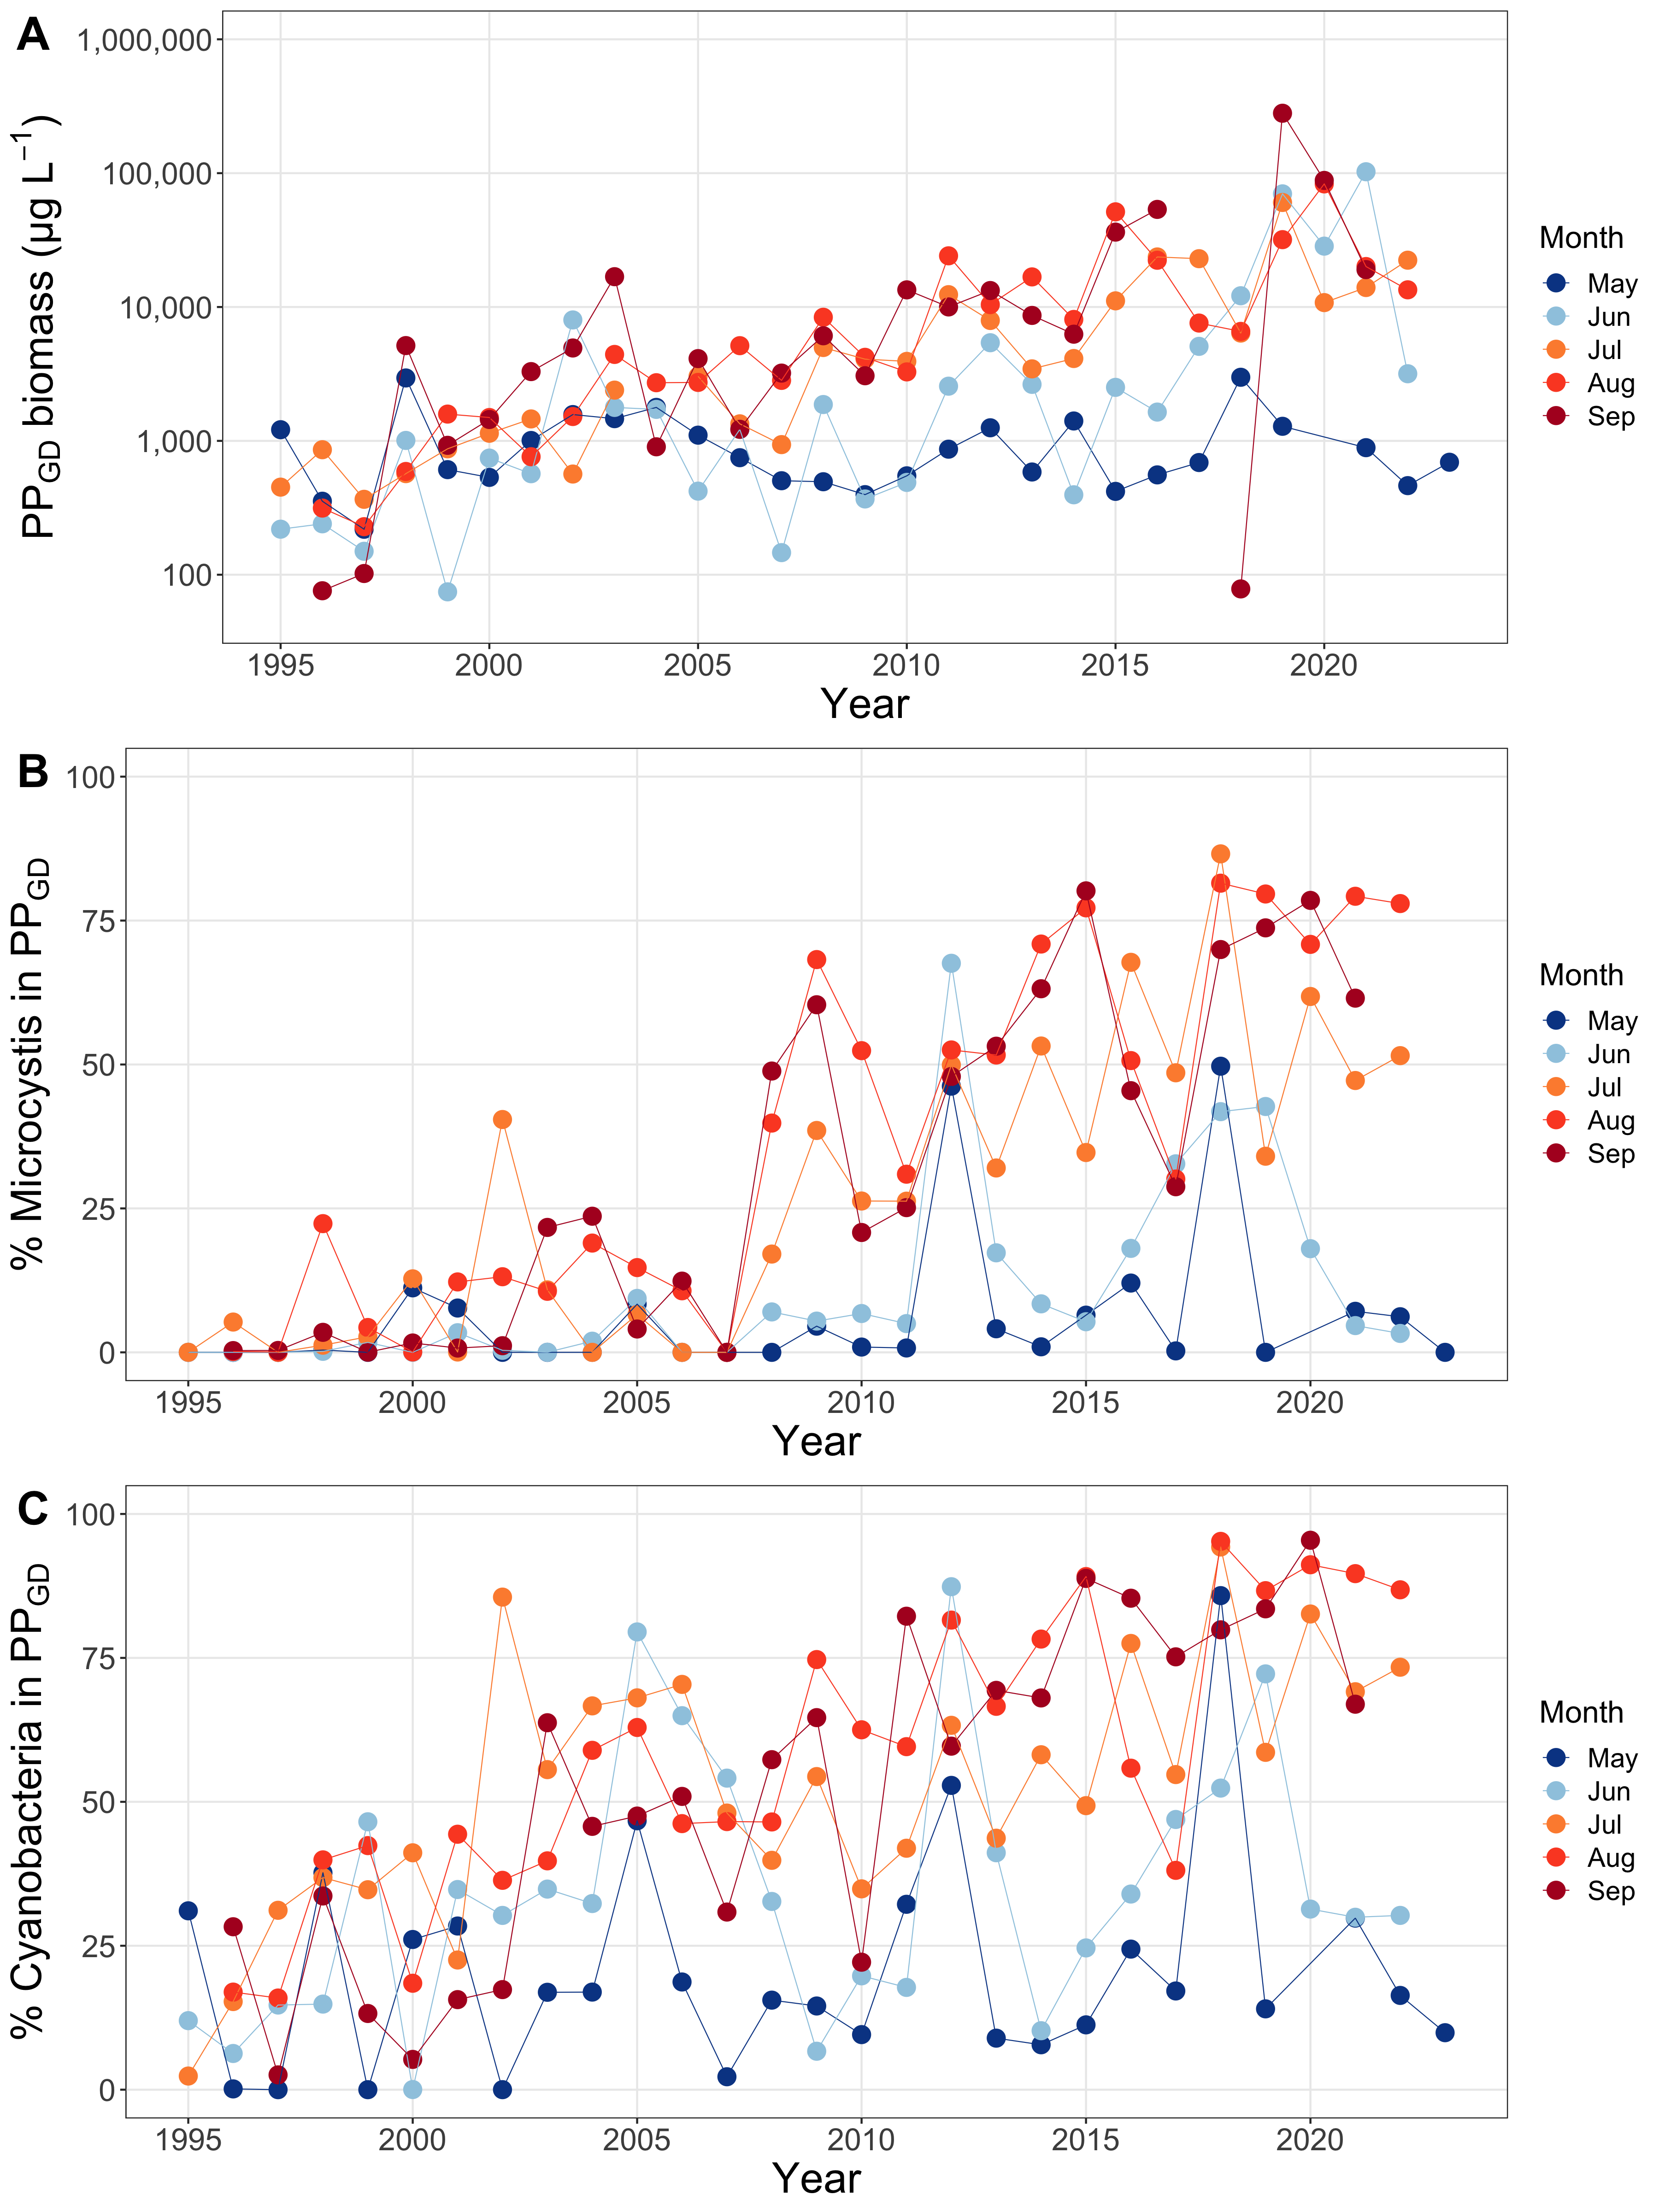 A
1,000,000
100,000
10,000
1,000
100
PPGD biomass (µg L−1)
1995 2000 2005 2010 2015 2020
Year
Month
May
Jun
Jul
Aug
Sep
B
100
75
50
25
0
% Microcystis in PPGD
1995 2000 2005 2010 2015 2020
Year
Month
May
Jun
Jul
Aug
Sep
C
100
75
50
25
0
% Cyanobacteria in PPGD
1995 2000 2005 2010 2015 2020
Year
Month
May
Jun
Jul
Aug
Sep